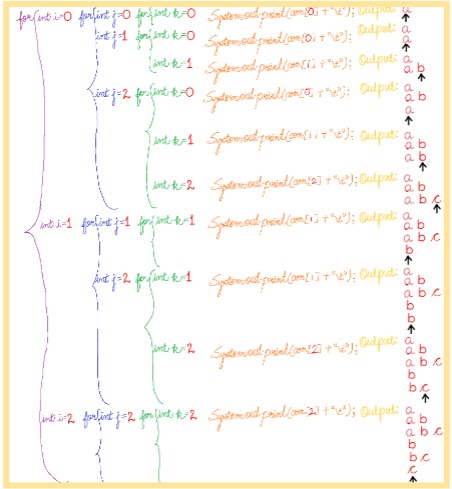 for{int i=0 for{int j=0 for{int k=0 System.out.print(arr[0] + "\t"); Output: a
int j=1 for{int k=0 System.out.print(arr[0] + "\t"); Output: a
a
int k=1 System.out.print(arr[1] + "\t"); Output: a
a b
int j=2 for{int k=0 System.out.print(arr[0] + "\t"); Output: a
a b
a
int k=1 System.out.print(arr[1] + "\t"); Output: a
a b
a b
int k=2 System.out.print(arr[2] + "\t"); Output: a
a b
a b c
int i=1 for{int j=1 for{int k=1 System.out.print(arr[1] + "\t"); Output: a
a b
a b c
b
int j=2 for{int k=1 System.out.print(arr[1] + "\t"); Output: a
a b
a b c
b
b
int k=2 System.out.print(arr[2] + "\t"); Output: a
a b
a b c
b
b c
int i=2 for{int j=2 for{int k=2 System.out.print(arr[2] + "\t"); Output: a
a b
a b c
b
b c
c